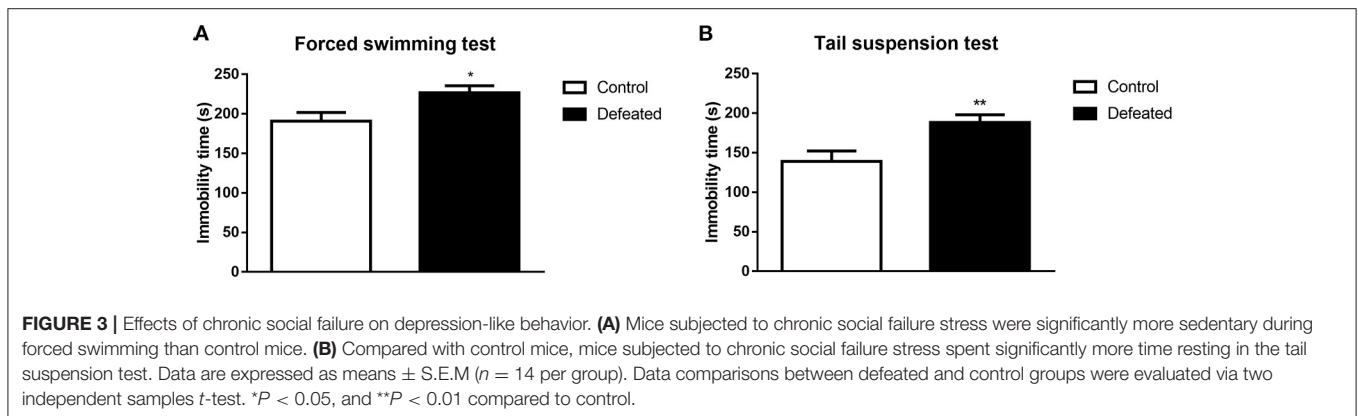 A
Forced swimming test
Immobility time (s)
250
200
150
100
50
0
*
Control
Defeated
B
Tail suspension test
Immobility time (s)
250
200
150
100
50
0
**
Control
Defeated
FIGURE 3 | Effects of chronic social failure on depression-like behavior. (A) Mice subjected to chronic social failure stress were significantly more sedentary during
forced swimming than control mice. (B) Compared with control mice, mice subjected to chronic social failure stress spent significantly more time resting in the tail
suspension test. Data are expressed as means ± S.E.M (n = 14 per group). Data comparisons between defeated and control groups were evaluated via two
independent samples t-test. *P < 0.05, and **P < 0.01 compared to control.